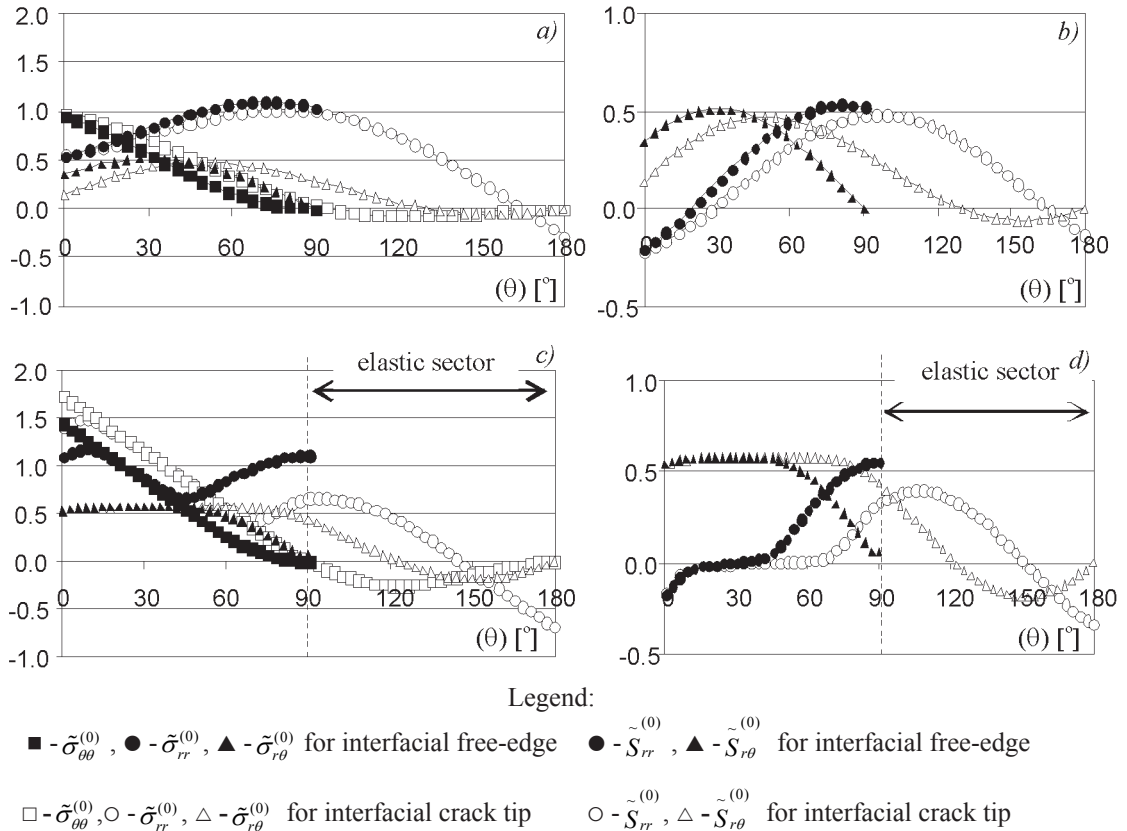 2.0
1.5
1.0
0.5
0.0
-0.5
-1.0
0 30 60 90 120 150 180
(θ) [°]
a)
1.0
0.5
0.0
-0.5
0 30 60 90 120 150 180
(θ) [°]
b)
2.0
1.5
1.0
0.5
0.0
-0.5
-1.0
0 30 60 90 120 150 180
(θ) [°]
elastic sector
c)
1.0
0.5
0.0
-0.5
0 30 60 90 120 150 180
(θ) [°]
elastic sector
d)
Legend:
■ - σ̃θθ(0) , ● - σ̃rr(0) , ▲ - σ̃rθ(0) for interfacial free-edge ● - S̃rr(0) , ▲ - S̃rθ(0) for interfacial free-edge
□ - σ̃θθ(0) ,○ - σ̃rr(0) , △ - σ̃rθ(0) for interfacial crack tip ○ - S̃rr(0) , △ - S̃rθ(0) for interfacial crack tip